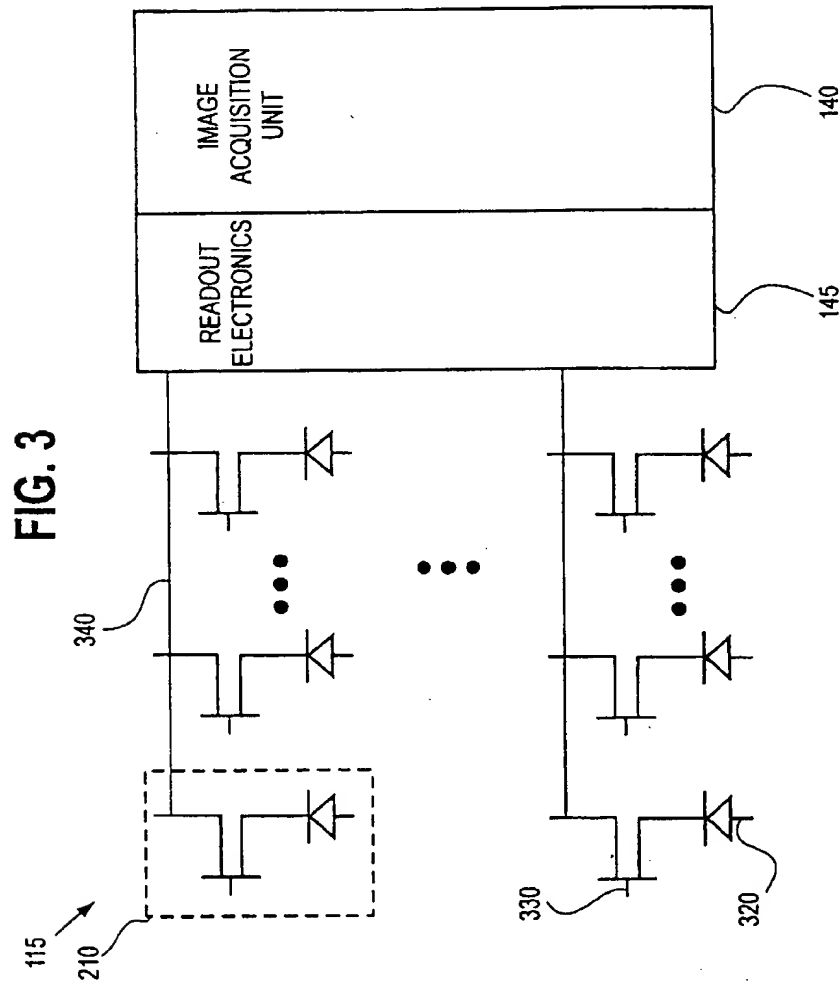 FIG. 3
115
210
340
330
320
READOUT
ELECTRONICS
IMAGE
ACQUISITION
UNIT
145
140